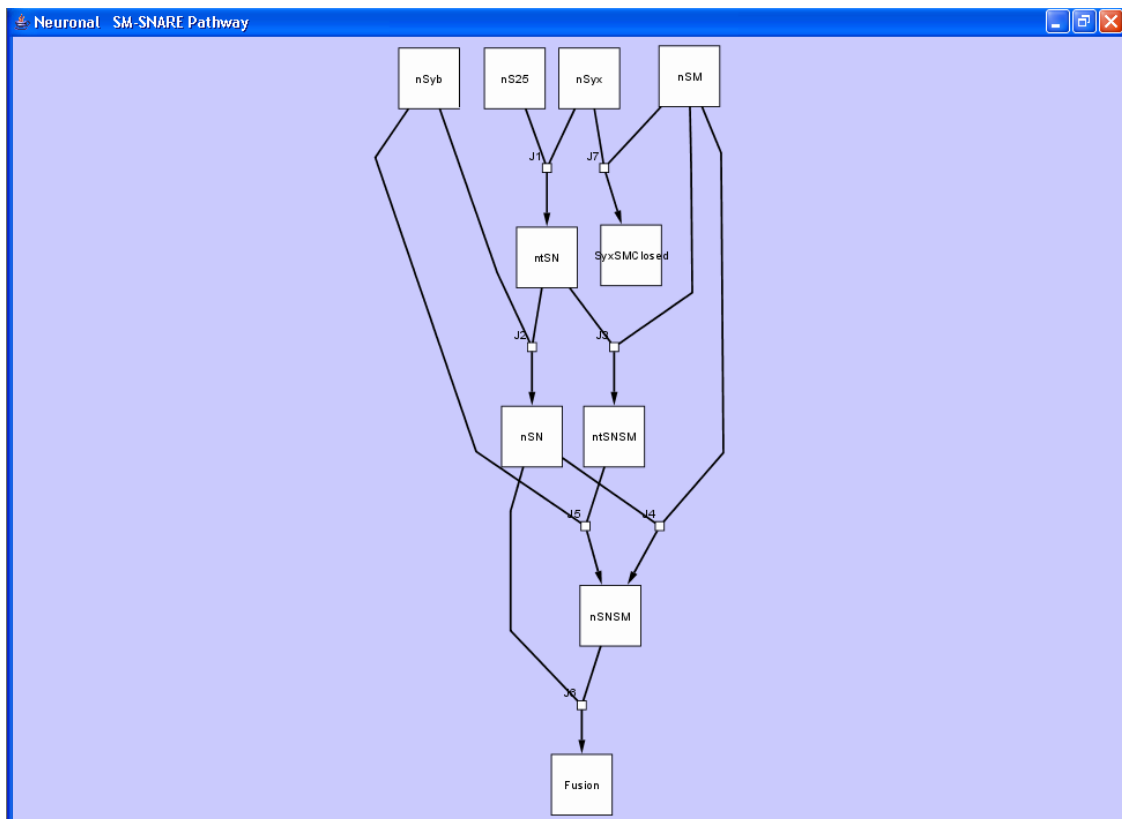 Neuronal SM-SNARE Pathway
nSyb
nS25
nSyx
nSM
J1
J7
ntSN
SyxSMClosed
J2
J3
nSN
ntSNSM
J5
J4
nSNSM
J6
Fusion